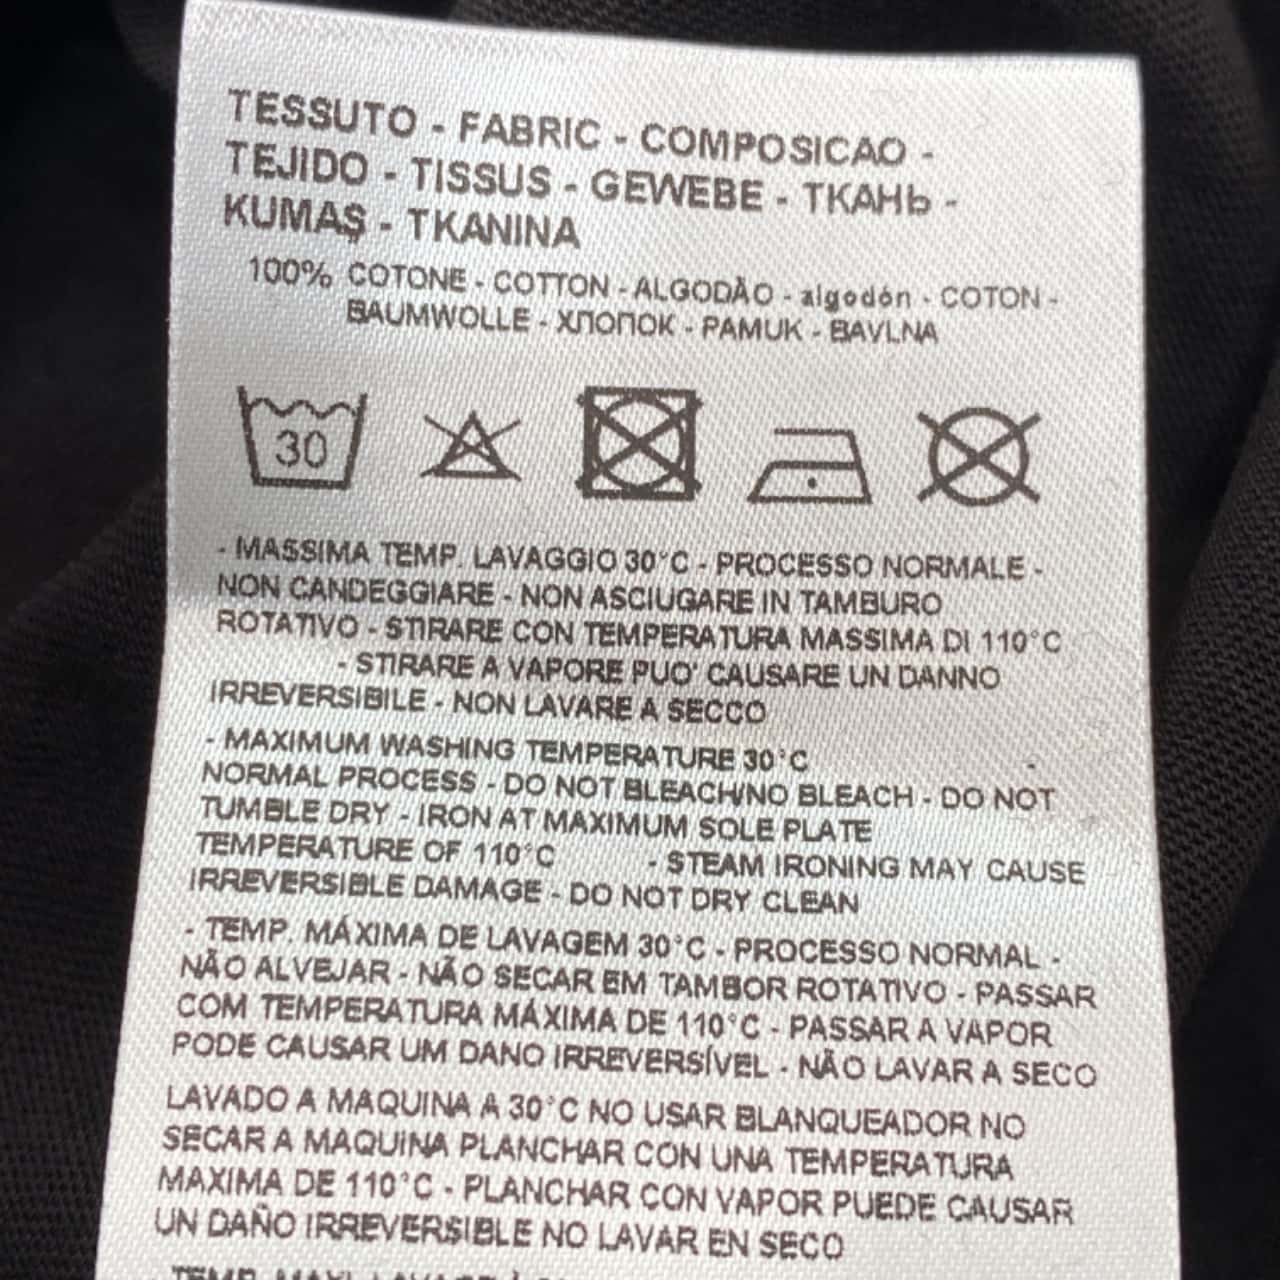 TESSUTO - FABRIC - COMPOSICAO -
TEJIDO - TISSUS - GEWEBE - ТКАНЬ -
KUMAŞ - TKANINA
100% COTONE - COTTON - ALGODÃO - algodón - COTON -
BAUMWOLLE - ХЛОПОК - PAMUK - BAVLNA
30
- MASSIMA TEMP. LAVAGGIO 30°C - PROCESSO NORMALE -
NON CANDEGGIARE - NON ASCIUGARE IN TAMBURO
ROTATIVO - STIRARE CON TEMPERATURA MASSIMA DI 110°C
- STIRARE A VAPORE PUO' CAUSARE UN DANNO
IRREVERSIBILE - NON LAVARE A SECCO
- MAXIMUM WASHING TEMPERATURE 30°C -
NORMAL PROCESS - DO NOT BLEACH/NO BLEACH - DO NOT
TUMBLE DRY - IRON AT MAXIMUM SOLE PLATE
TEMPERATURE OF 110°C - STEAM IRONING MAY CAUSE
IRREVERSIBLE DAMAGE - DO NOT DRY CLEAN
- TEMP. MÁXIMA DE LAVAGEM 30°C - PROCESSO NORMAL -
NÃO ALVEJAR - NÃO SECAR EM TAMBOR ROTATIVO - PASSAR
COM TEMPERATURA MÁXIMA DE 110°C - PASSAR A VAPOR
PODE CAUSAR UM DANO IRREVERSÍVEL - NÃO LAVAR A SECO
LAVADO A MAQUINA A 30°C NO USAR BLANQUEADOR NO
SECAR A MAQUINA PLANCHAR CON UNA TEMPERATURA
MAXIMA DE 110°C - PLANCHAR CON VAPOR PUEDE CAUSAR
UN DAÑO IRREVERSIBLE NO LAVAR EN SECO